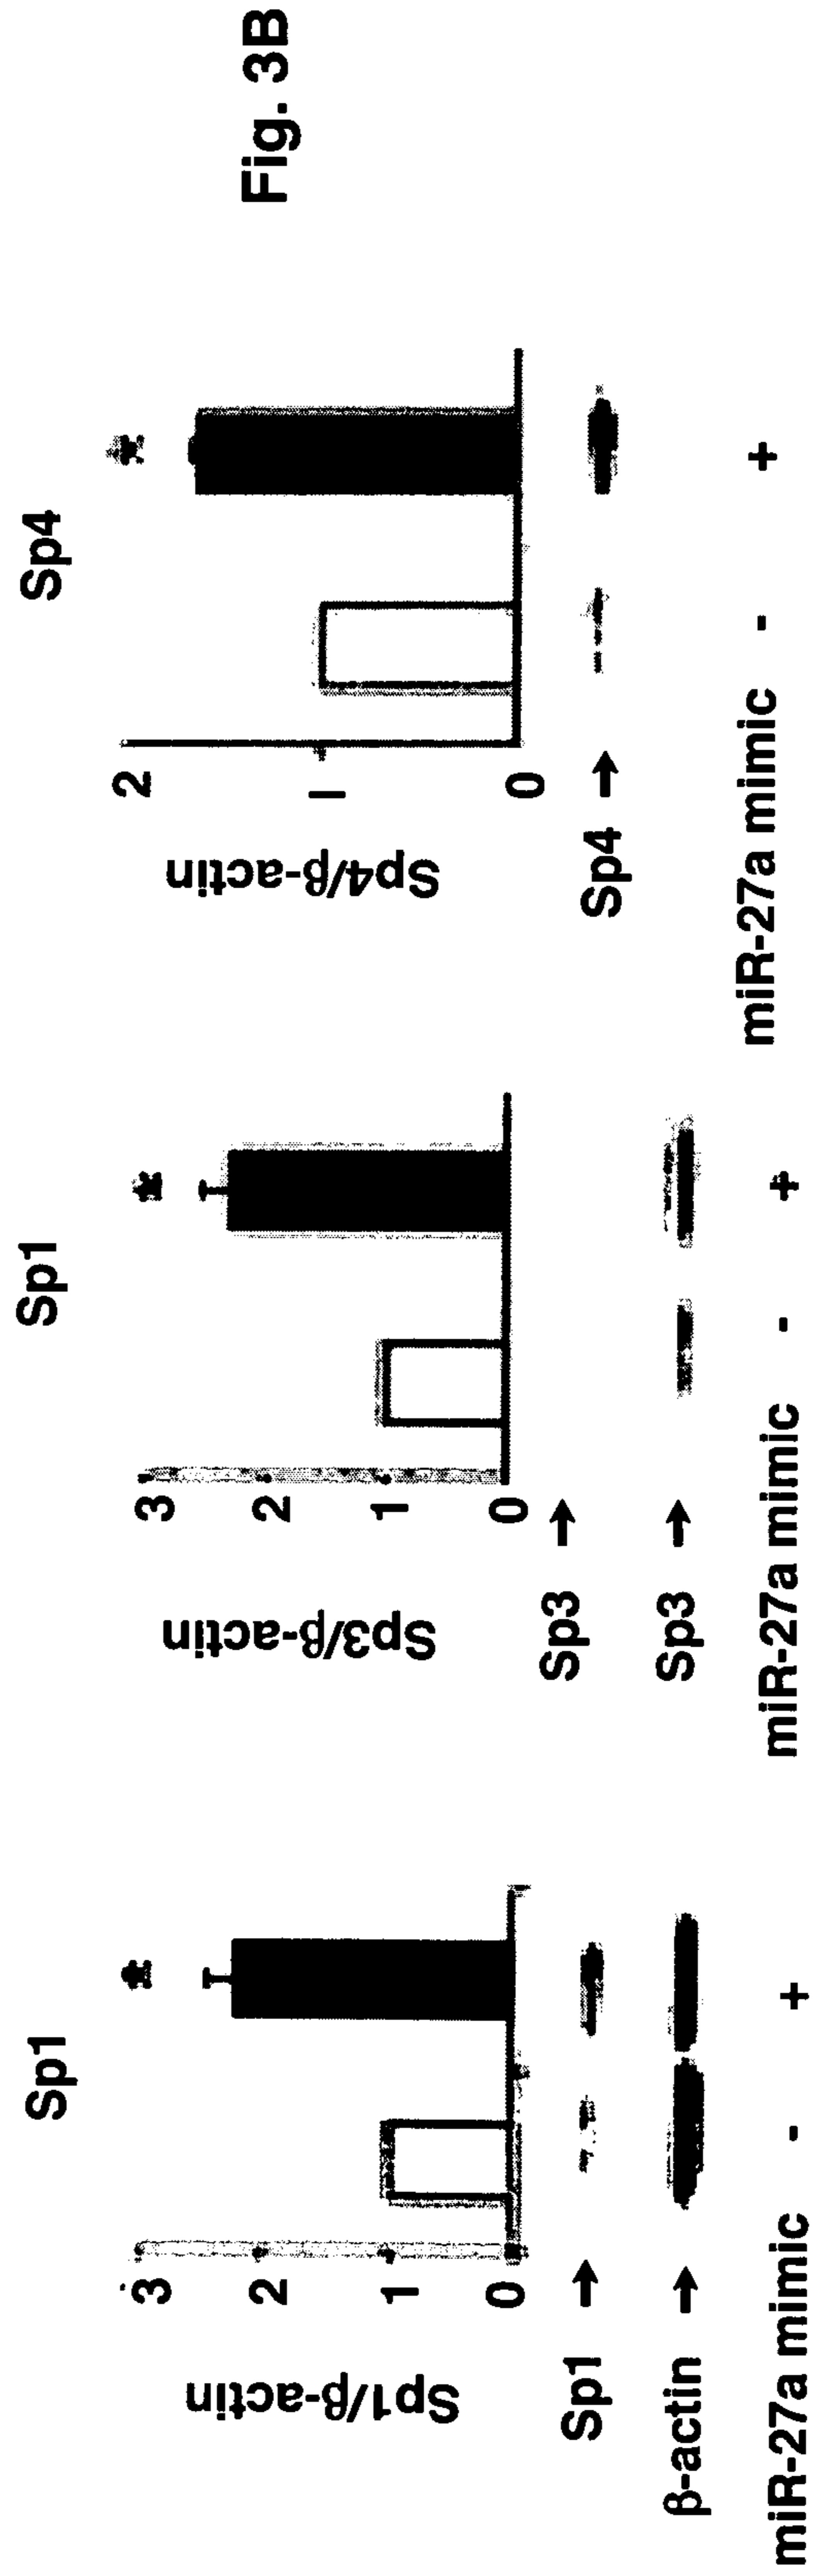 Fig. 3B
Sp1
Sp1/β-actin
3
2
1
0
Sp1 →
β-actin →
miR-27a mimic - +
Sp1
Sp3/β-actin
3
2
1
0
Sp3 →
Sp3 →
miR-27a mimic - +
Sp4
Sp4/β-actin
2
1
0
Sp4 →
miR-27a mimic - +